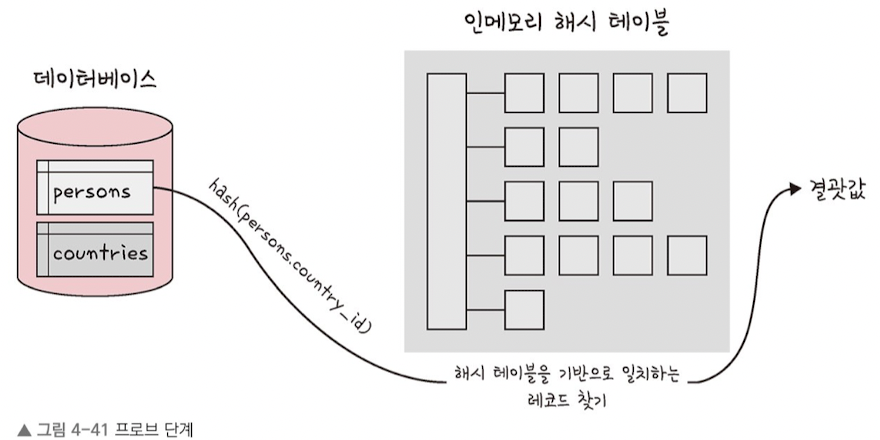 인메모리 해시 테이블
데이터베이스
persons
countries
hash(persons.country_id)
결괏값
해시 테이블을 기반으로 일치하는
레코드 찾기
▲ 그림 4-41 프로브 단계